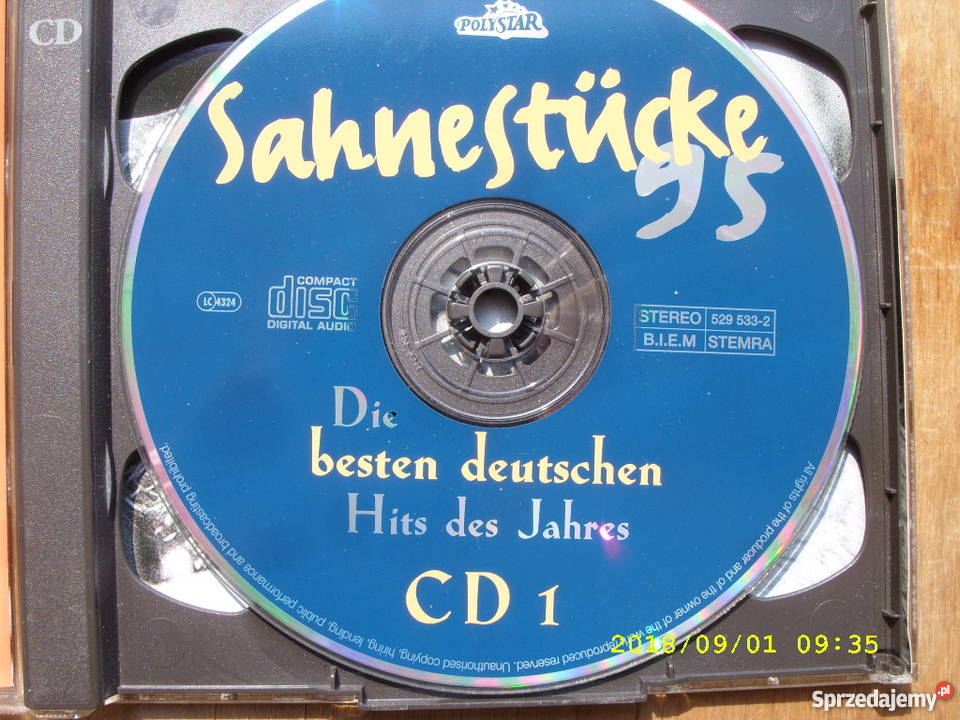 CD
POLYSTAR
Sahnestücke
95
LC 4324
COMPACT
disc
DIGITAL AUDIO
STEREO 529 533-2
B.I.E.M STEMRA
Die
besten deutschen
Hits des Jahres
CD 1
All rights of the producer and of the owner of the work reproduced reserved. Unauthorised copying, hiring, lending, public performance and broadcasting prohibited.
2018/09/01 09:35
Sprzedajemy.pl